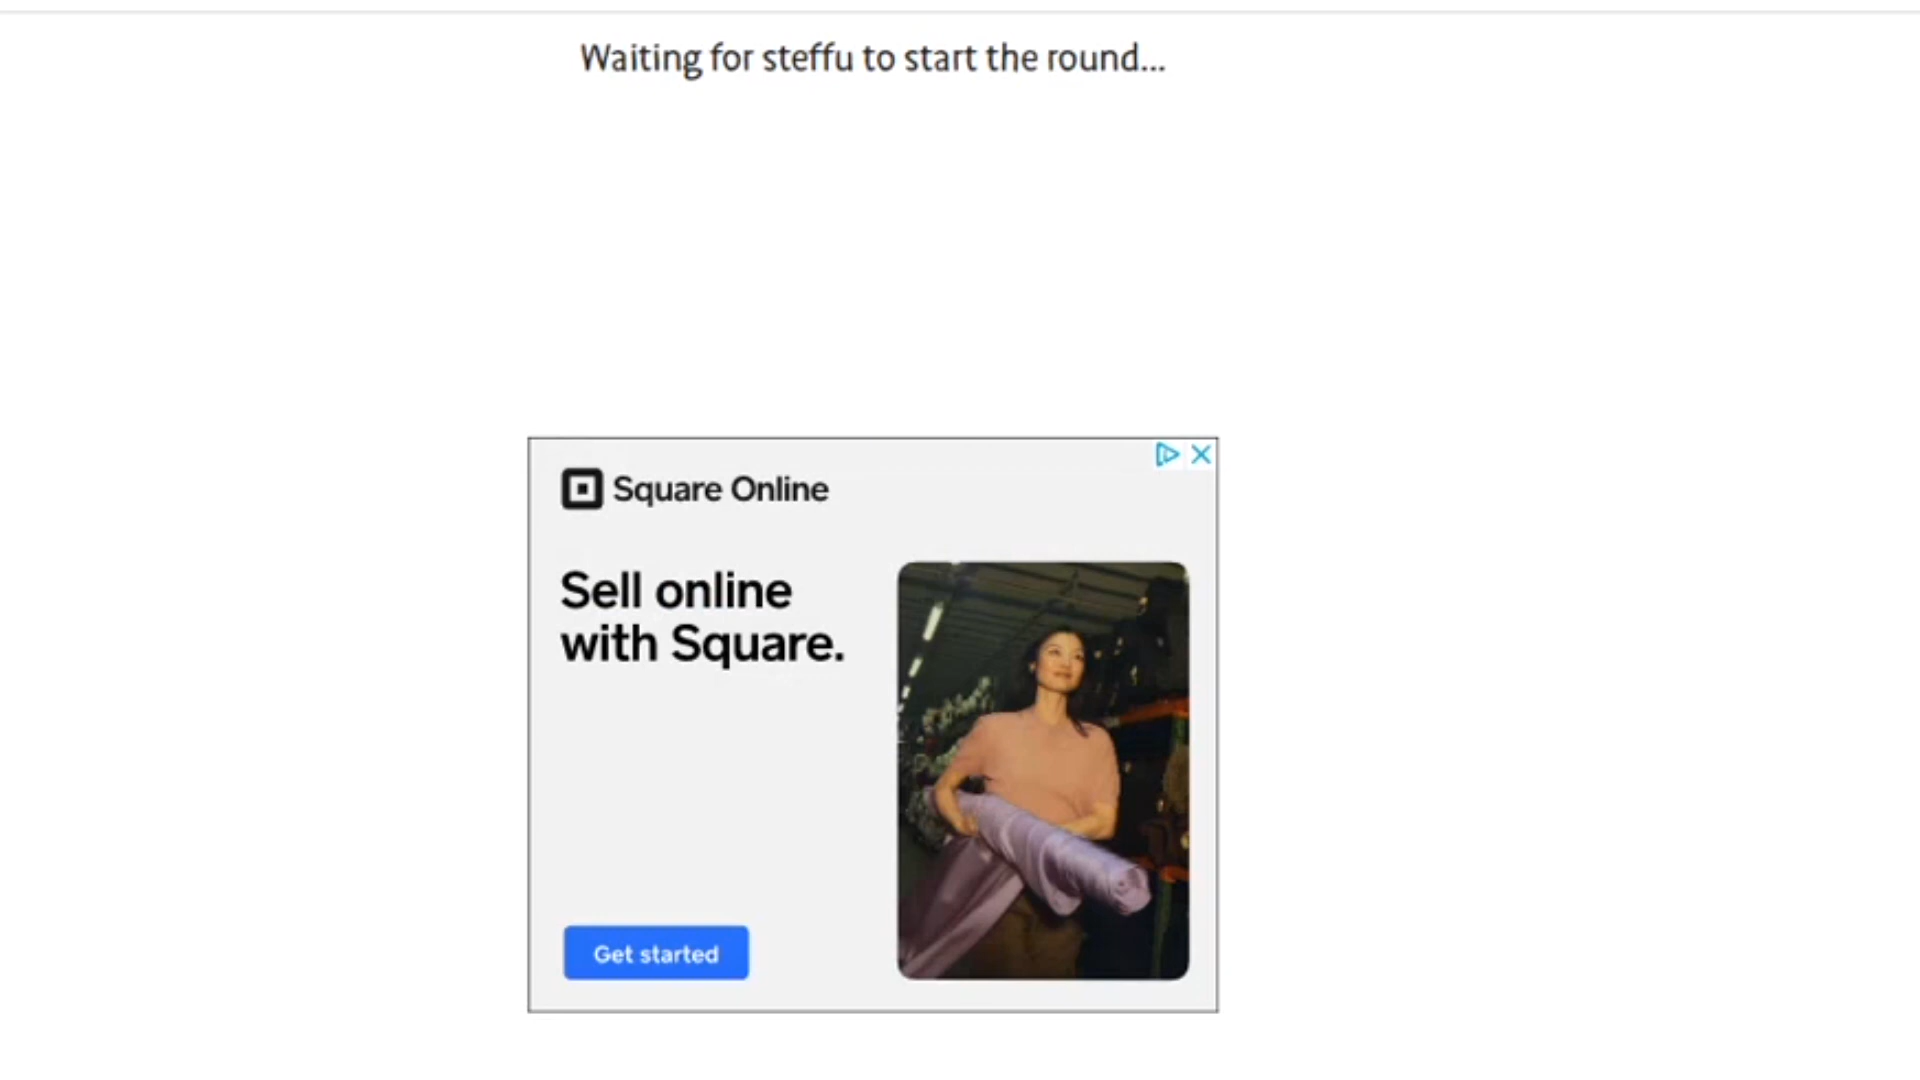 Waiting for steffu to start the round...
Square Online
Sell online
with Square.
Get started